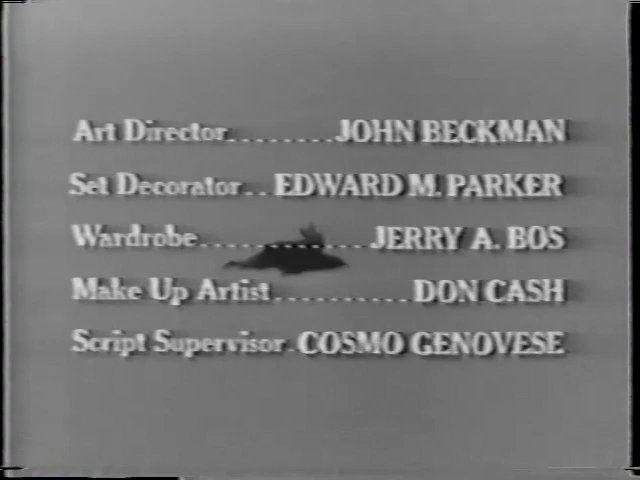 Art Director.........JOHN BECKMAN
Set Decorator..EDWARD M. PARKER
Wardrobe..............JERRY A. BOS
Make Up Artist...........DON CASH
Script Supervisor.COSMO GENOVESE